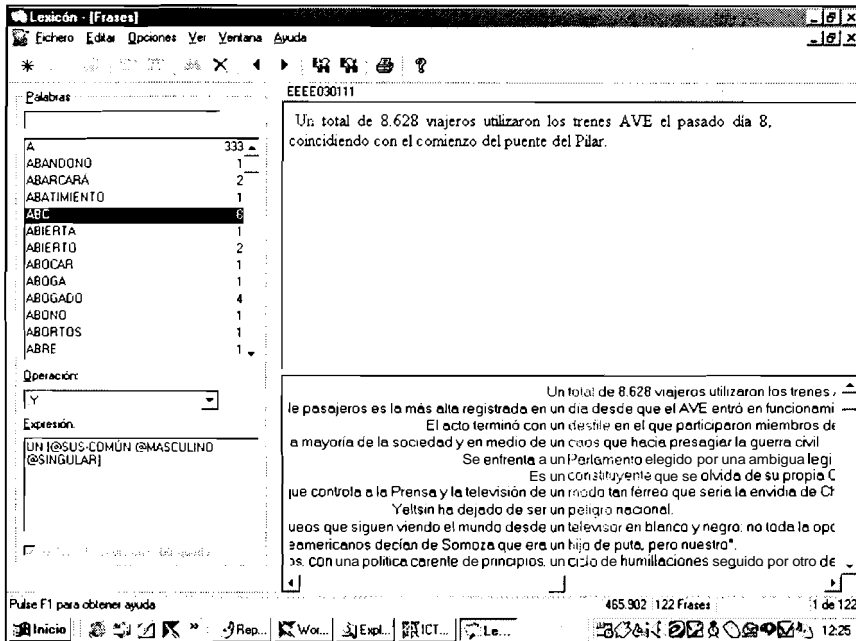 Lexicón - [Frases]
Fichero Editar Opciones Ver Ventana Ayuda
Palabras
A 333
ABANDONO 1
ABARCARÁ 2
ABATIMIENTO 1
ABC 6
ABIERTA 1
ABIERTO 2
ABOCAR 1
ABOGA 1
ABOGADO 4
ABONO 1
ABORTOS 1
ABRE 1
Operación:
Y
Expresión:
UN [@SUS-COMÚN @MASCULINO
@SINGULAR]
EEEE030111
Un total de 8.628 viajeros utilizaron los trenes AVE el pasado día 8,
coincidiendo con el comienzo del puente del Pilar.
Un total de 8.628 viajeros utilizaron los trenes
le pasajeros es la más alta registrada en un día desde que el AVE entró en funcionami
El acto terminó con un desfile en el que participaron miembros de
a mayoría de la sociedad y en medio de un caos que hacía presagiar la guerra civil
Se enfrenta a un Parlamento elegido por una ambigua legi
Es un constituyente que se olvida de su propia C
que controla a la Prensa y la televisión de un modo tan férreo que sería la envidia de Ch
Yeltsin ha dejado de ser un peligro nacional.
ueos que siguen viendo el mundo desde un televisor en blanco y negro. no toda la opc
eamericanos decían de Somoza que era un hijo de puta, pero nuestro".
os, con una política carente de principios, un ciclo de humillaciones seguido por otro de
Pulse F1 para obtener ayuda 465.902 122 Frases 1 de 122
Inicio Rep... Wor... Expl... ICT... Le... 12:25